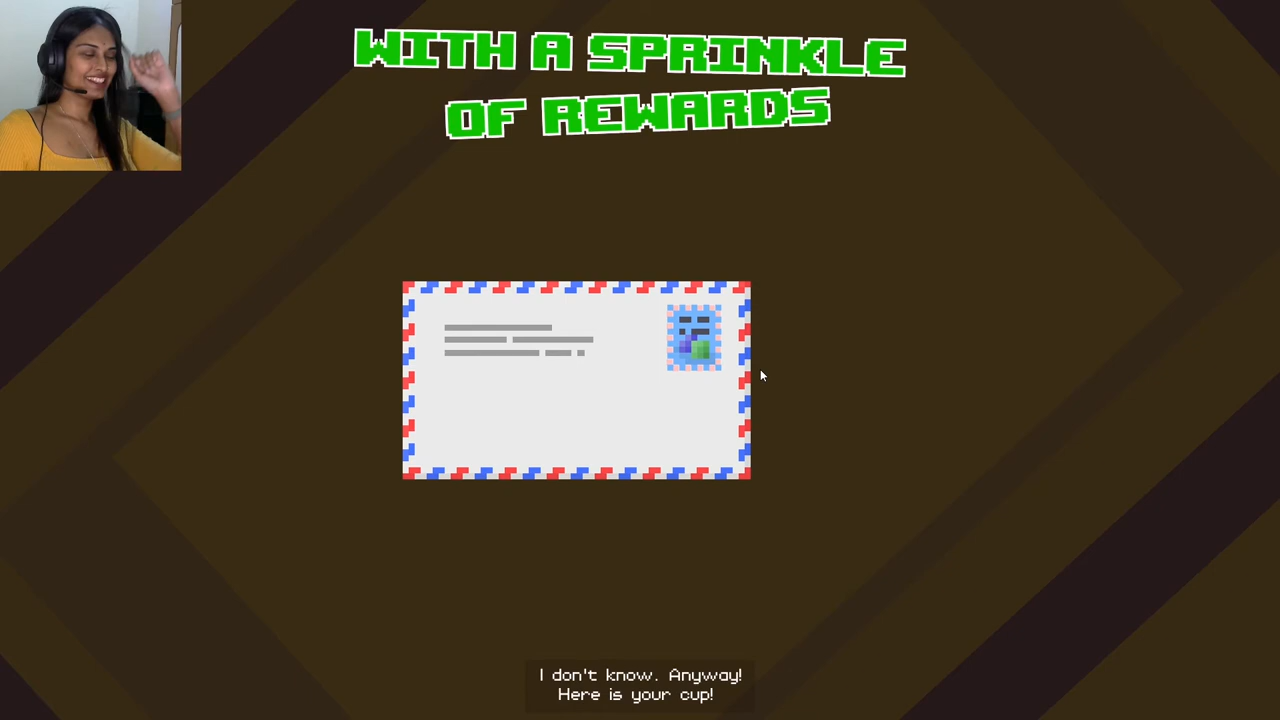 WITH A SPRINKLE
OF REWARDS
I don't know. Anyway!
Here is your cup!